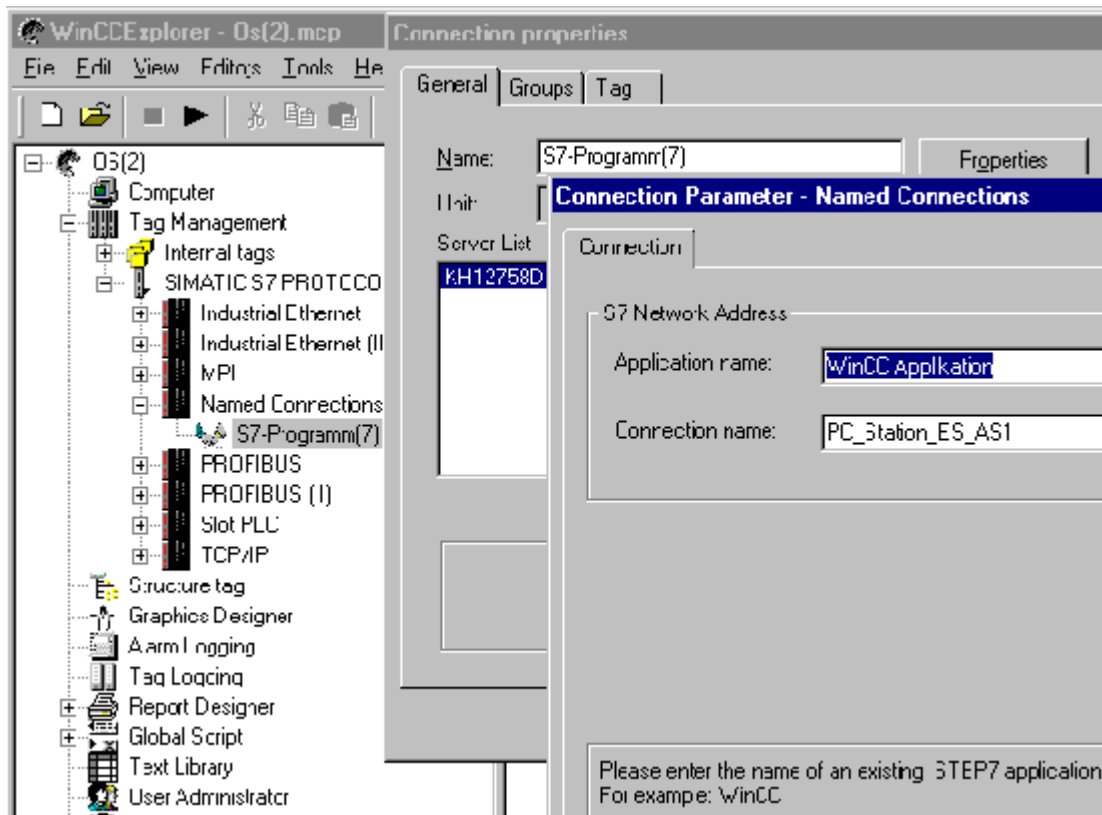 WinCCExplorer - Os(2).mcp
File Edit View Editors Tools He
OS(2)
Computer
Tag Management
Internal tags
SIMATIC S7 PROTOCO
Industrial Ethernet
Industrial Ethernet (II
MPI
Named Connections
S7-Programm(7)
PROFIBUS
PROFIBUS (II)
Slot PLC
TCP/IP
Structure tag
Graphics Designer
Alarm Logging
Tag Logging
Report Designer
Global Script
Text Library
User Administrator
Connection properties
General Groups Tag
Name: S7-Programm(7) Properties
Unit:
Server List
KH12758D
Connection Parameter - Named Connections
Connection
S7 Network Address
Application name: WinCC Applikation
Connection name: PC_Station_ES_AS1
Please enter the name of an existing STEP7 application
For example: WinCC